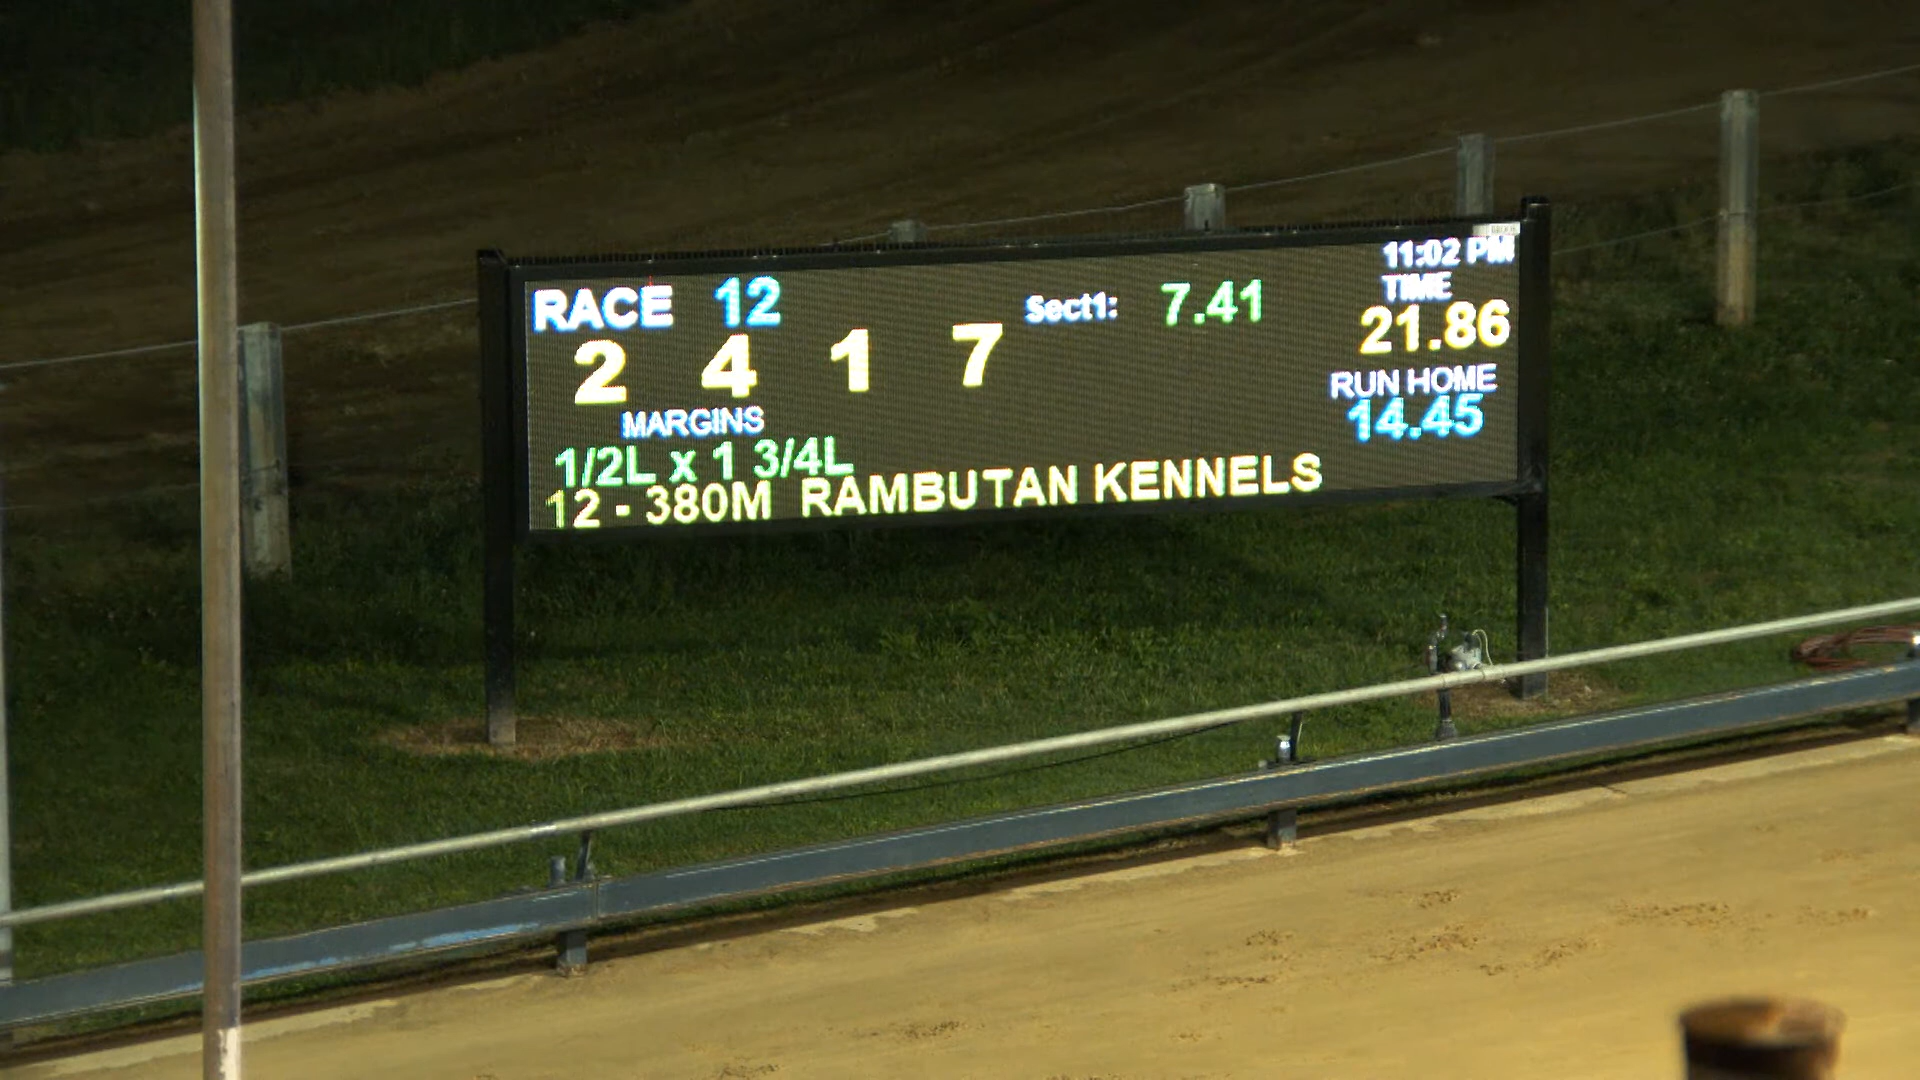 11:02 PM
RACE 12 Sect1: 7.41 TIME
21.86
2 4 1 7
RUN HOME
14.45
MARGINS
1/2L x 1 3/4L
12 - 380M RAMBUTAN KENNELS